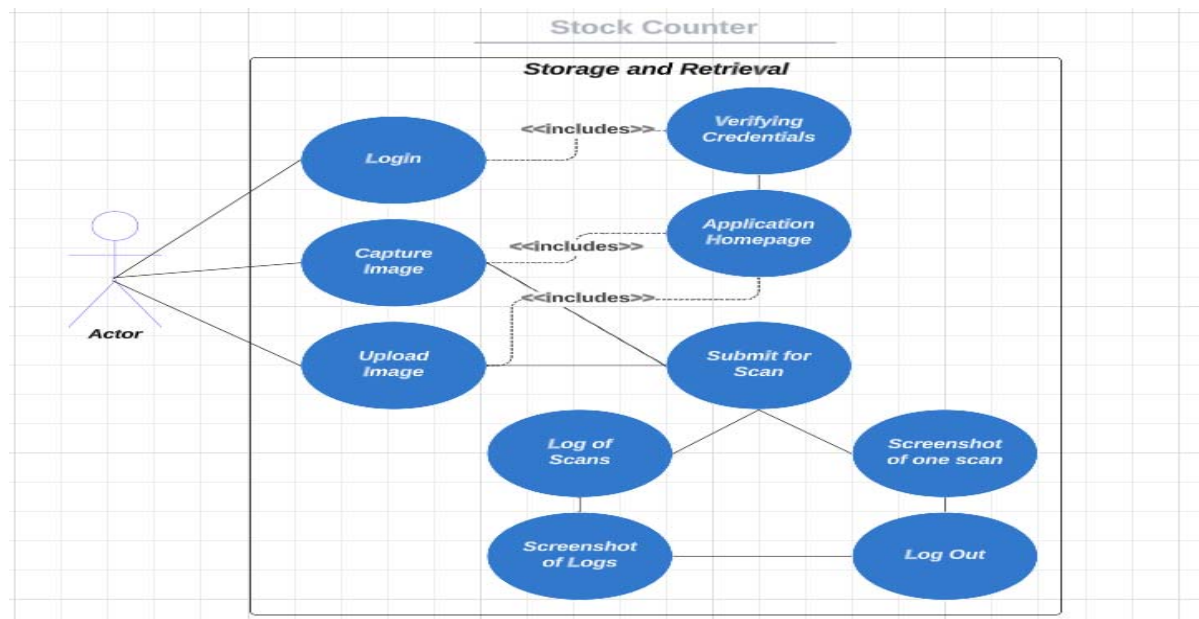 Stock Counter
Storage and Retrieval
<<includes>>
Verifying
Credentials
Login
<<includes>>
Application
Homepage
Capture
Image
<<includes>>
Actor
Upload
Image
Submit for
Scan
Log of
Scans
Screenshot
of one scan
Screenshot
of Logs
Log Out